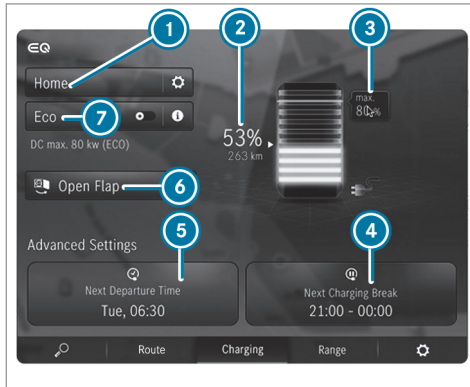 1
2
3
EQ
Home
max.
80 %
Eco
7
i
53%
263 km
DC max. 80 kw (ECO)
Open Flap
6
Advanced Settings
5
4
Next Departure Time
Tue, 06:30
Next Charging Break
21:00 - 00:00
Route
Charging
Range